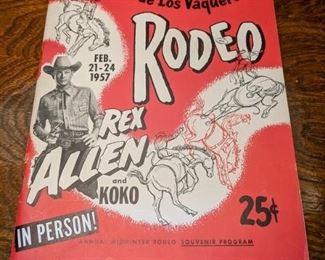 de Los Vaquero
RODEO
FEB.
21-24
1957
REX
ALLEN
and
KOKO
IN PERSON!
25¢
ANNUAL MIDWINTER RODEO SOUVENIR PROGRAM